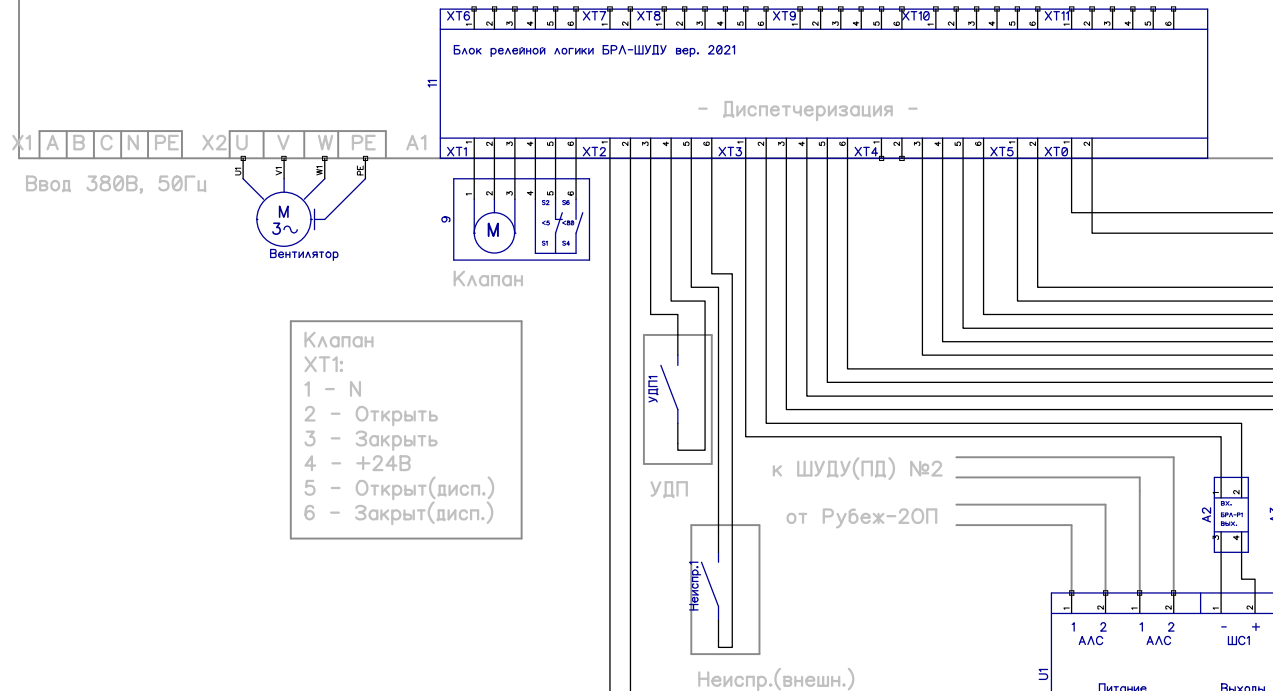 XT6 1 2 3 4 5 6 XT7 1 2 XT8 1 2 3 4 5 6 XT9 1 2 3 4 5 6 XT10 1 2 3 4 5 6 XT11 1 2 3 4 5 6
Блок релейной логики БРЛ-ШУДУ вер. 2021
11
- Диспетчеризация -
X1 A B C N PE X2 U V W PE A1
XT1 1 2 3 4 5 6 XT2 1 2 3 4 5 6 XT3 1 2 3 4 5 6 XT4 1 2 3 4 5 6 XT5 1 2 XT0 1 2
Ввод 380В, 50Гц
U1 V1 W1 PE
M
3~
Вентилятор
9
1 2 3 4 5 6
M
S2 S6
<5 <88
S1 S4
Клапан
Клапан
XT1:
1 - N
2 - Открыть
3 - Закрыть
4 - +24В
5 - Открыт(дисп.)
6 - Закрыт(дисп.)
УДП1
УДП
к ШУДУ(ПД) №2
от Рубеж-2ОП
A2
1 2
ВХ.
БРЛ-Р1
ВЫХ.
3 4
Неиспр.1
Неиспр.(внешн.)
1 2 1 2 1 2
1 2 1 2 - +
АЛС АЛС ШС1
U1
Питание Выходы